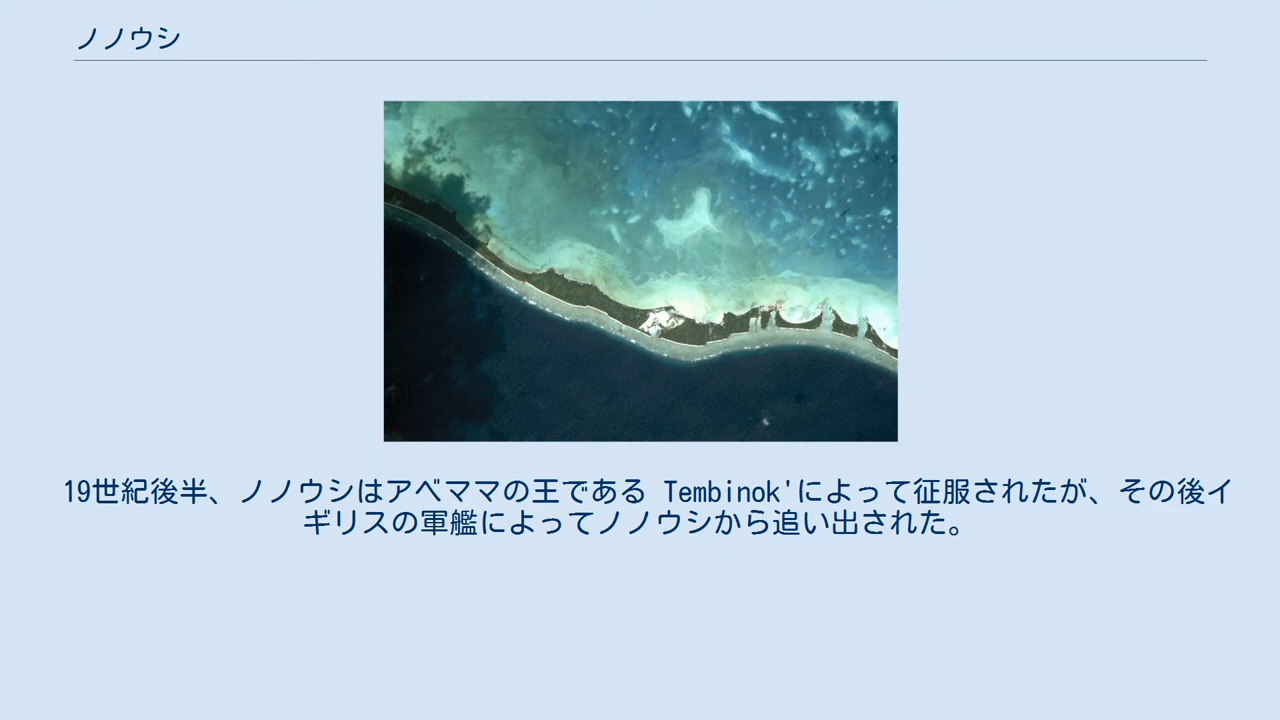 ノノウシ
19世紀後半、ノノウシはアベママの王である Tembinok'によって征服されたが、その後イ
ギリスの軍艦によってノノウシから追い出された。